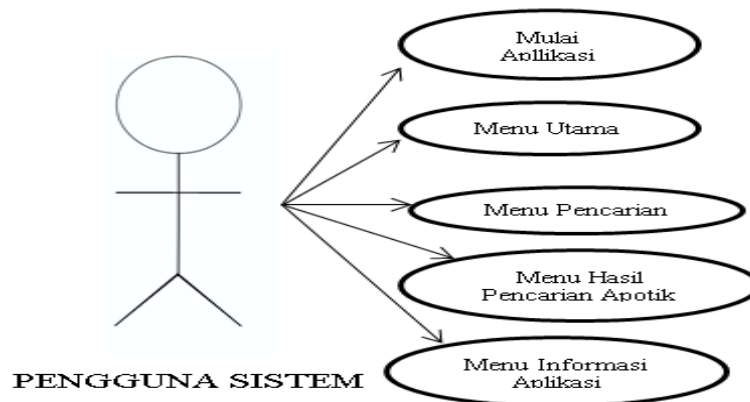 Mulai
Apllikasi
Menu Utama
Menu Pencarian
Menu Hasil
Pencarian Apotik
Menu Informasi
Aplikasi
PENGGUNA SISTEM